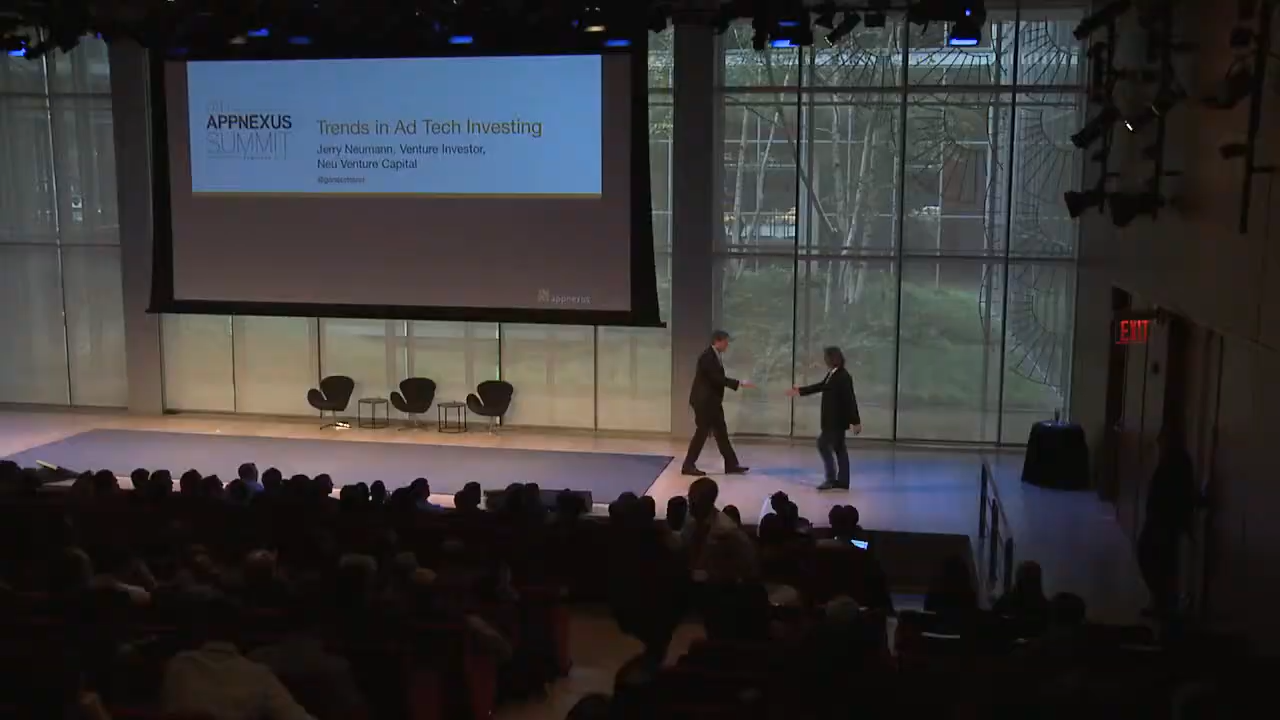 APPNEXUS
SUMMIT
Trends in Ad Tech Investing
Jerry Neumann, Venture Investor,
Neu Venture Capital
appnexus
EXIT